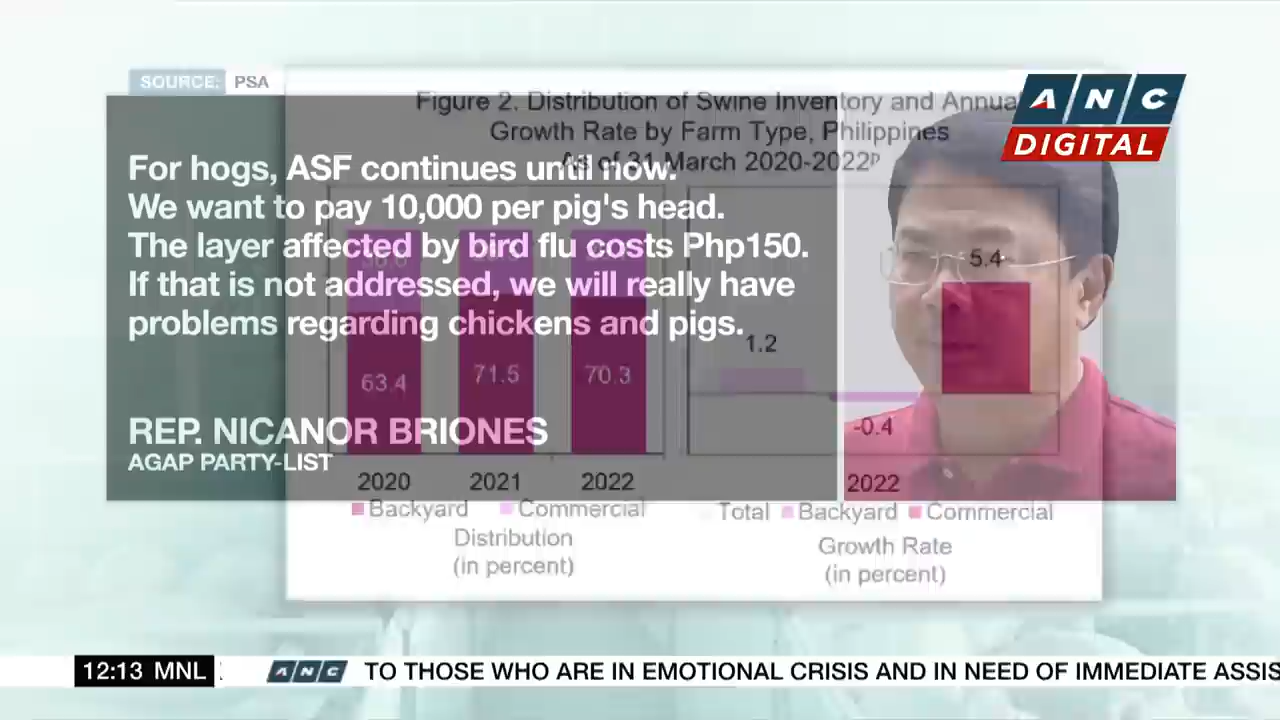 SOURCE: PSA
Figure 2. Distribution of Swine Inventory and Annua
Growth Rate by Farm Type, Philippines
As of 31 March 2020-2022p
ANC
DIGITAL
For hogs, ASF continues until now.
We want to pay 10,000 per pig's head.
The layer affected by bird flu costs Php150.
If that is not addressed, we will really have
problems regarding chickens and pigs.
REP. NICANOR BRIONES
AGAP PARTY-LIST
63.4
71.5
70.3
2020
2021
2022
Backyard Commercial
Distribution
(in percent)
1.2
-0.4
5.4
2022
Total Backyard Commercial
Growth Rate
(in percent)
12:13 MNL
ANC TO THOSE WHO ARE IN EMOTIONAL CRISIS AND IN NEED OF IMMEDIATE ASSIS